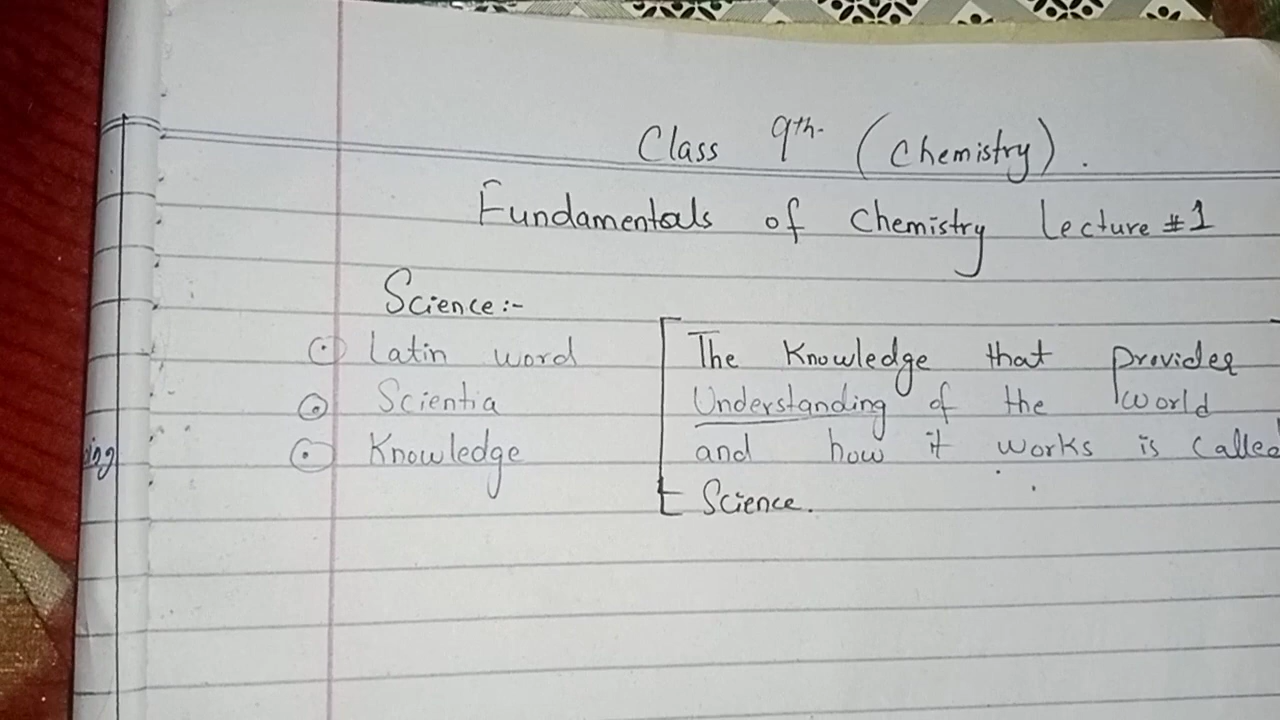 Class 9th. (Chemistry).
Fundamentals of Chemistry Lecture #1
Science:-
Latin word
Scientia
Knowledge
The Knowledge that provides
Understanding of the World
and how it works is Called
Science.